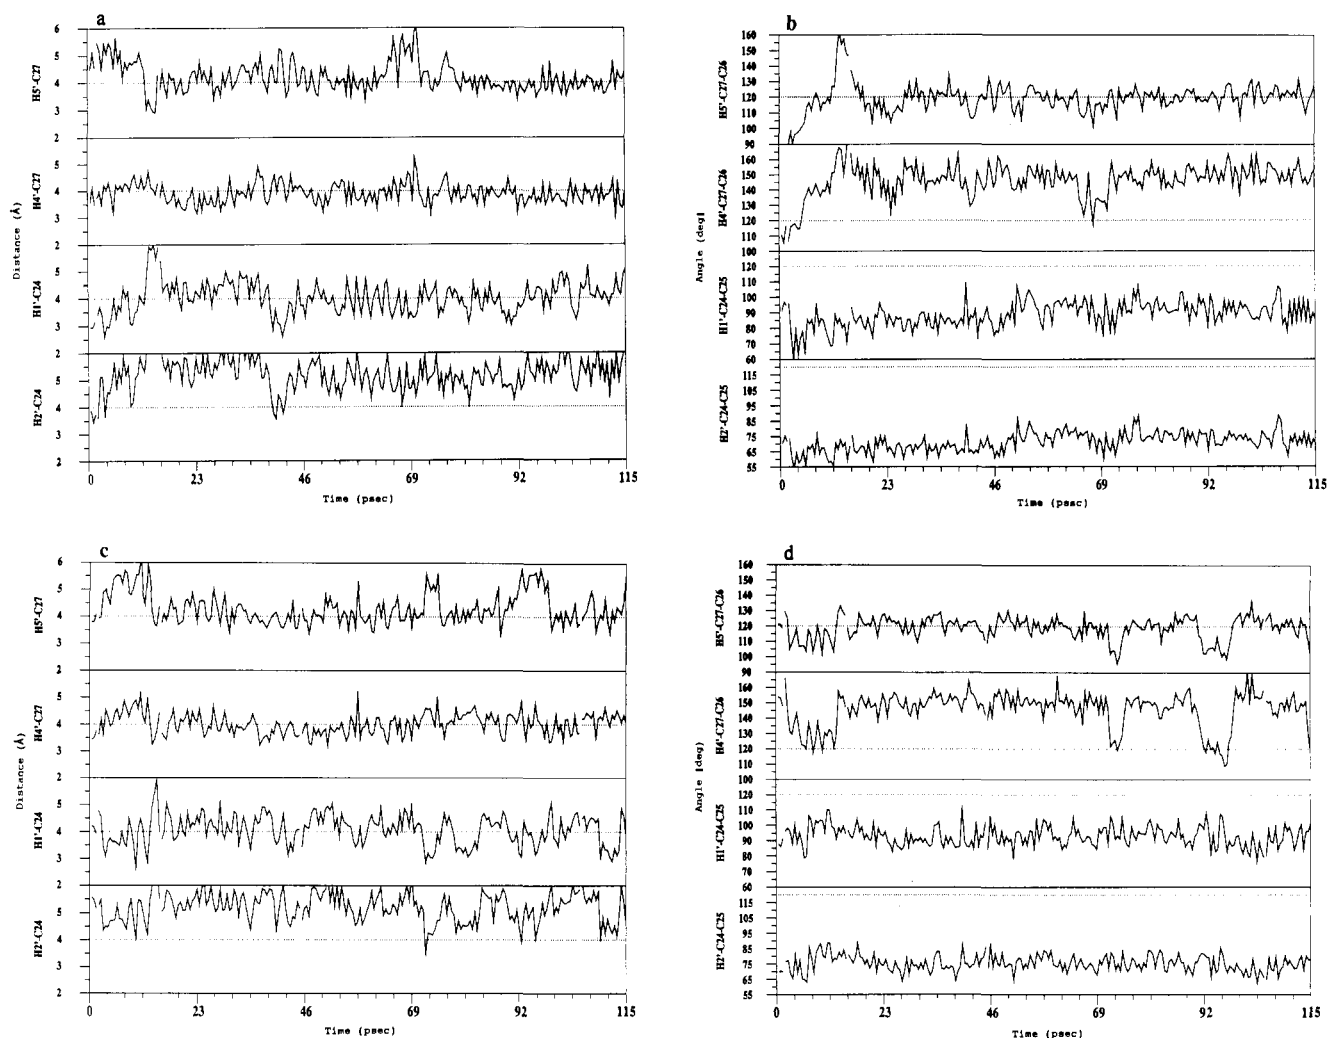 a
6
5
H5'-C27
4
3
2
5
H4'-C27
4
3
Distance (Å)
2
5
H1'-C24
4
3
2
5
H2'-C24
4
3
2
0 23 46 69 92 115
Time (psec)
b
160
150
140
130
H5'-C27-C26
120
110
100
90
160
150
140
H4'-C27-C26
130
120
110
Angle (deg)
100
120
110
H1'-C24-C25
100
90
80
70
60
115
105
H2'-C24-C25
95
85
75
65
55
0 23 46 69 92 115
Time (psec)
c
6
5
H5'-C27
4
3
2
5
H4'-C27
4
3
Distance (Å)
2
5
H1'-C24
4
3
2
5
H2'-C24
4
3
2
0 23 46 69 92 115
Time (psec)
d
160
150
140
130
H5'-C27-C26
120
110
100
90
160
150
140
H4'-C27-C26
130
120
110
Angle (deg)
100
120
110
H1'-C24-C25
100
90
80
70
60
115
105
H2'-C24-C25
95
85
75
65
55
0 23 46 69 92 115
Time (psec)